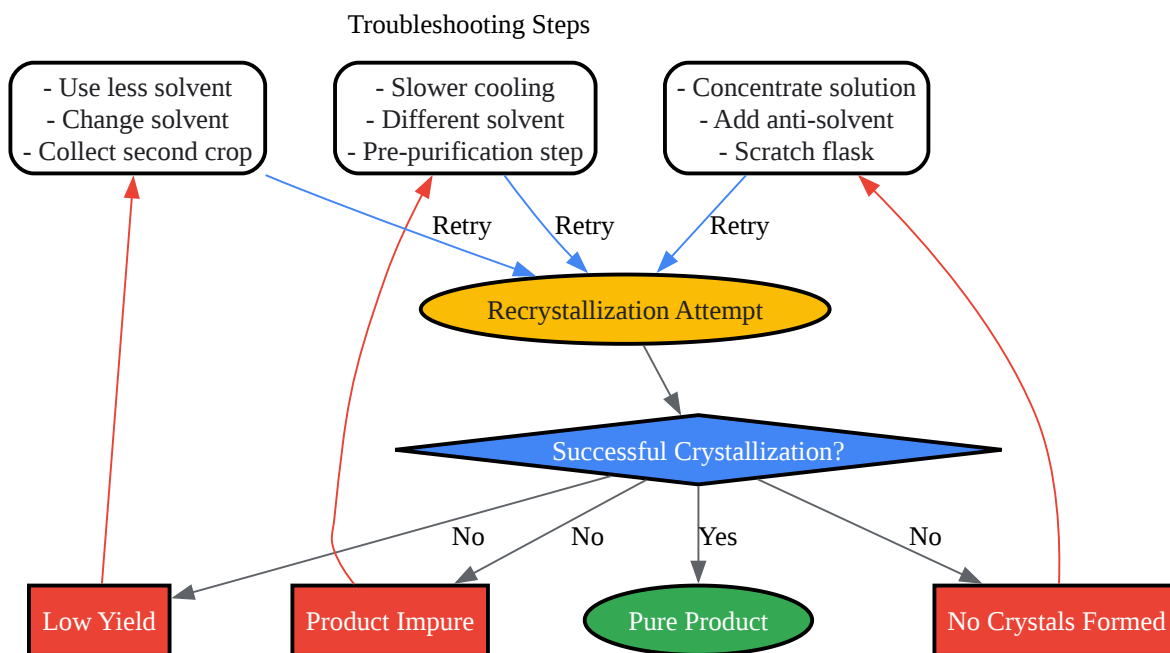 Troubleshooting Steps
- Use less solvent
- Change solvent
- Collect second crop
- Slower cooling
- Different solvent
- Pre-purification step
- Concentrate solution
- Add anti-solvent
- Scratch flask
Retry
Retry
Retry
Recrystallization Attempt
Successful Crystallization?
No
No
Yes
No
Low Yield
Product Impure
Pure Product
No Crystals Formed